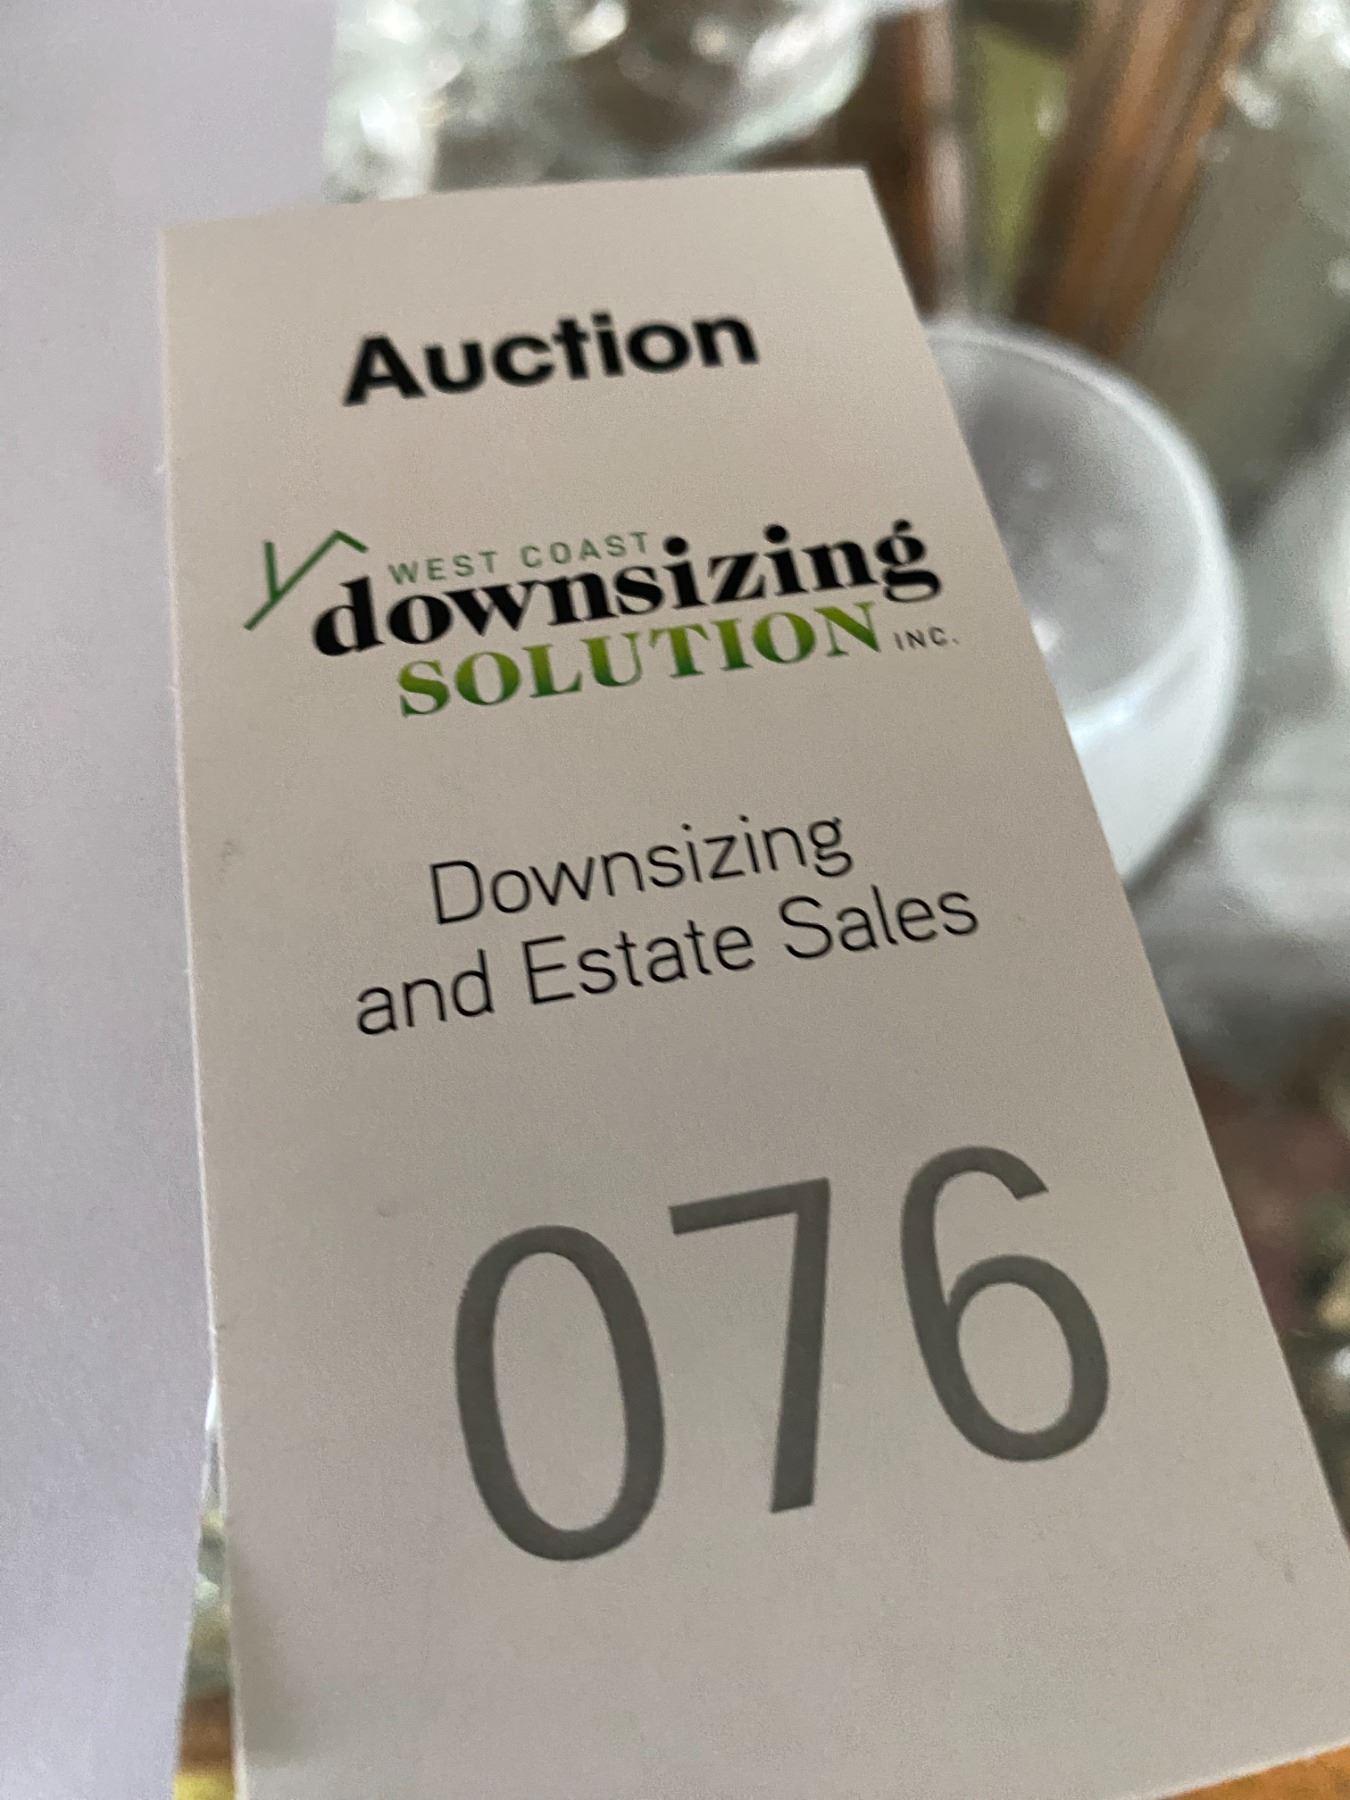 Auction
WEST COAST
downsizing
SOLUTION INC.
Downsizing
and Estate Sales
076